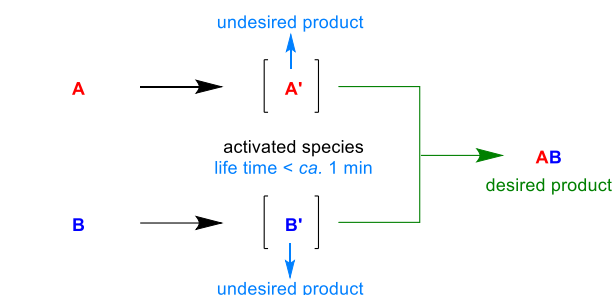 undesired product
A
A'
activated species
life time < ca. 1 min
AB
desired product
B
B'
undesired product